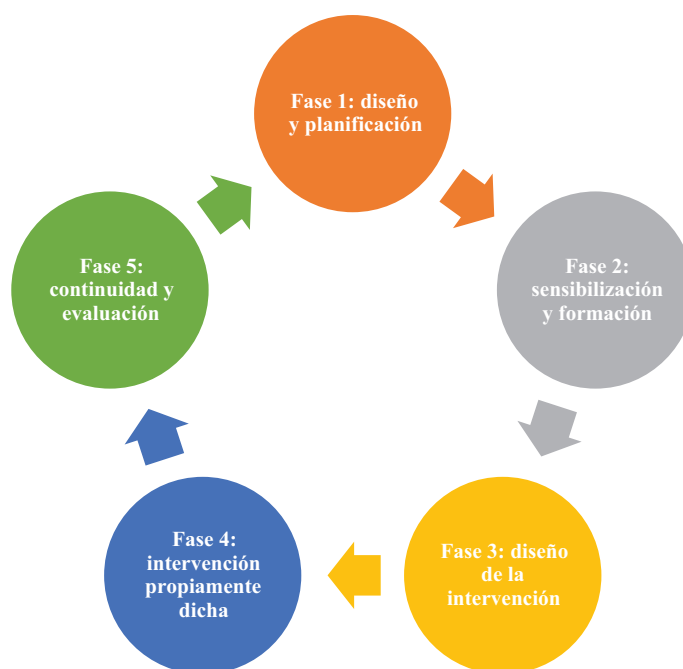 Fase 1: diseño
y planificación
Fase 2:
sensibilización
y formación
Fase 3: diseño
de la
intervención
Fase 4:
intervención
propiamente
dicha
Fase 5:
continuidad y
evaluación